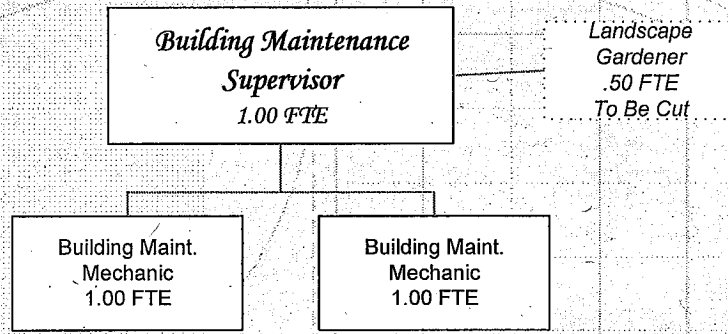 Building Maintenance
Supervisor
1.00 FTE
Landscape
Gardener
.50 FTE
To Be Cut
Building Maint.
Mechanic
1.00 FTE
Building Maint.
Mechanic
1.00 FTE